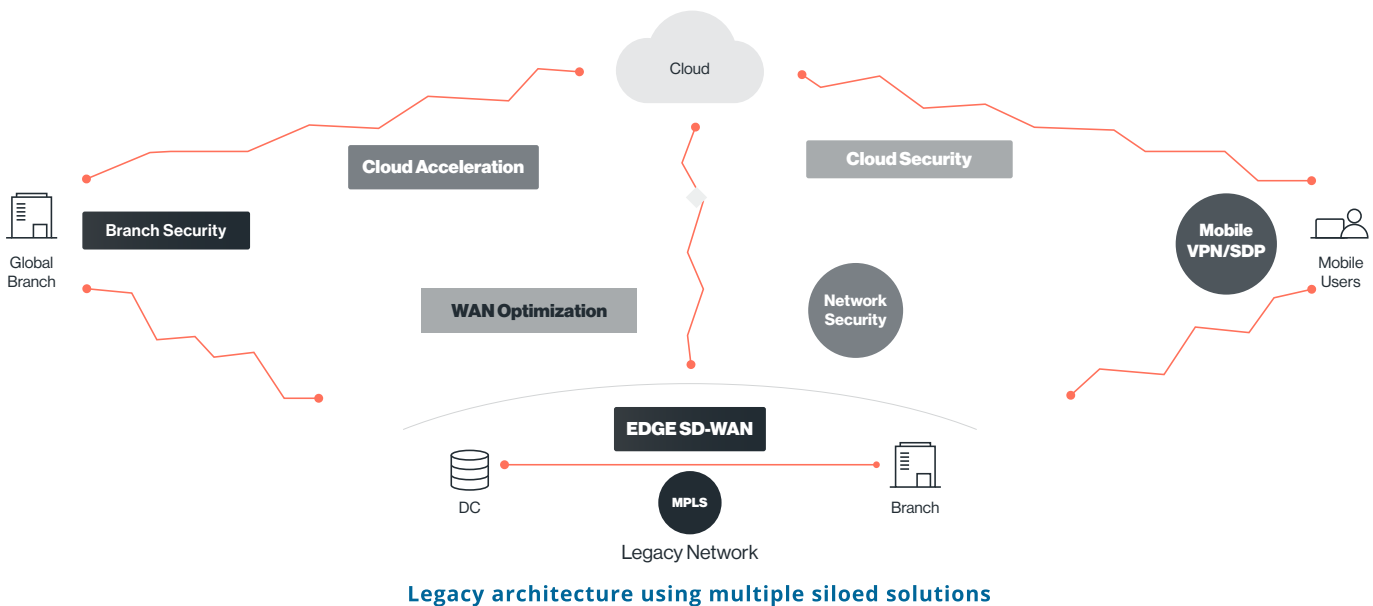 Cloud
Cloud Acceleration
Cloud Security
Branch Security
Global
Branch
Mobile
VPN/SDP
Mobile
Users
WAN Optimization
Network
Security
EDGE SD-WAN
DC
MPLS
Branch
Legacy Network
Legacy architecture using multiple siloed solutions